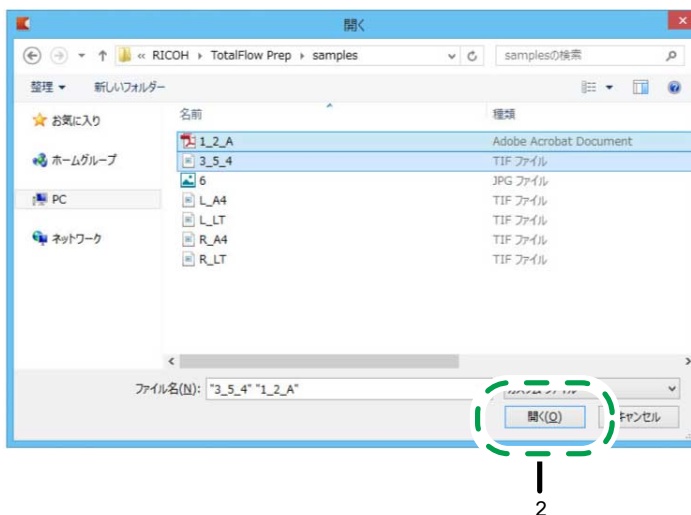 開く
« RICOH TotalFlow Prep samples
samplesの検索
整理 新しいフォルダー
名前 種類
お気に入り
ホームグループ
PC
ネットワーク
1_2_A Adobe Acrobat Document
3_5_4 TIF ファイル
6 JPG ファイル
L_A4 TIF ファイル
L_LT TIF ファイル
R_A4 TIF ファイル
R_LT TIF ファイル
ファイル名(N): "3_5_4" "1_2_A"
開く(O) キャンセル
2